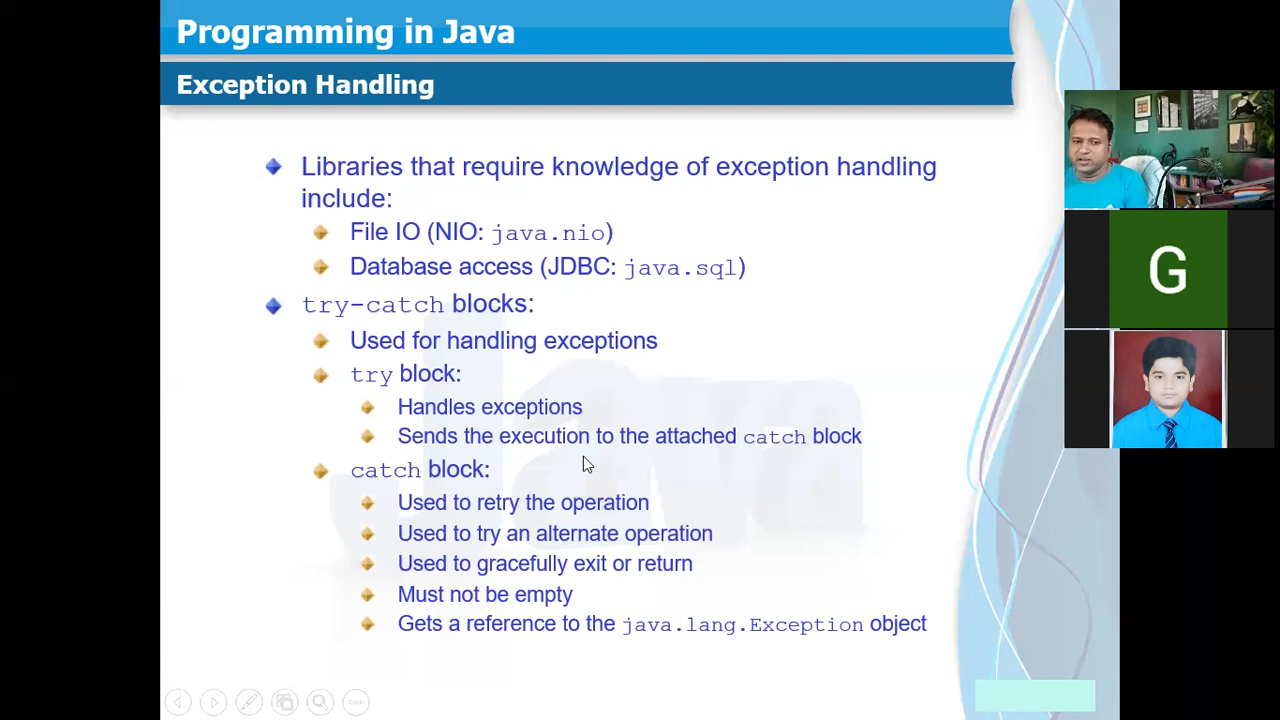 Programming in Java
Exception Handling
Libraries that require knowledge of exception handling
include:
File IO (NIO: java.nio)
Database access (JDBC: java.sql)
try-catch blocks:
Used for handling exceptions
try block:
Handles exceptions
Sends the execution to the attached catch block
catch block:
Used to retry the operation
Used to try an alternate operation
Used to gracefully exit or return
Must not be empty
Gets a reference to the java.lang.Exception object
G